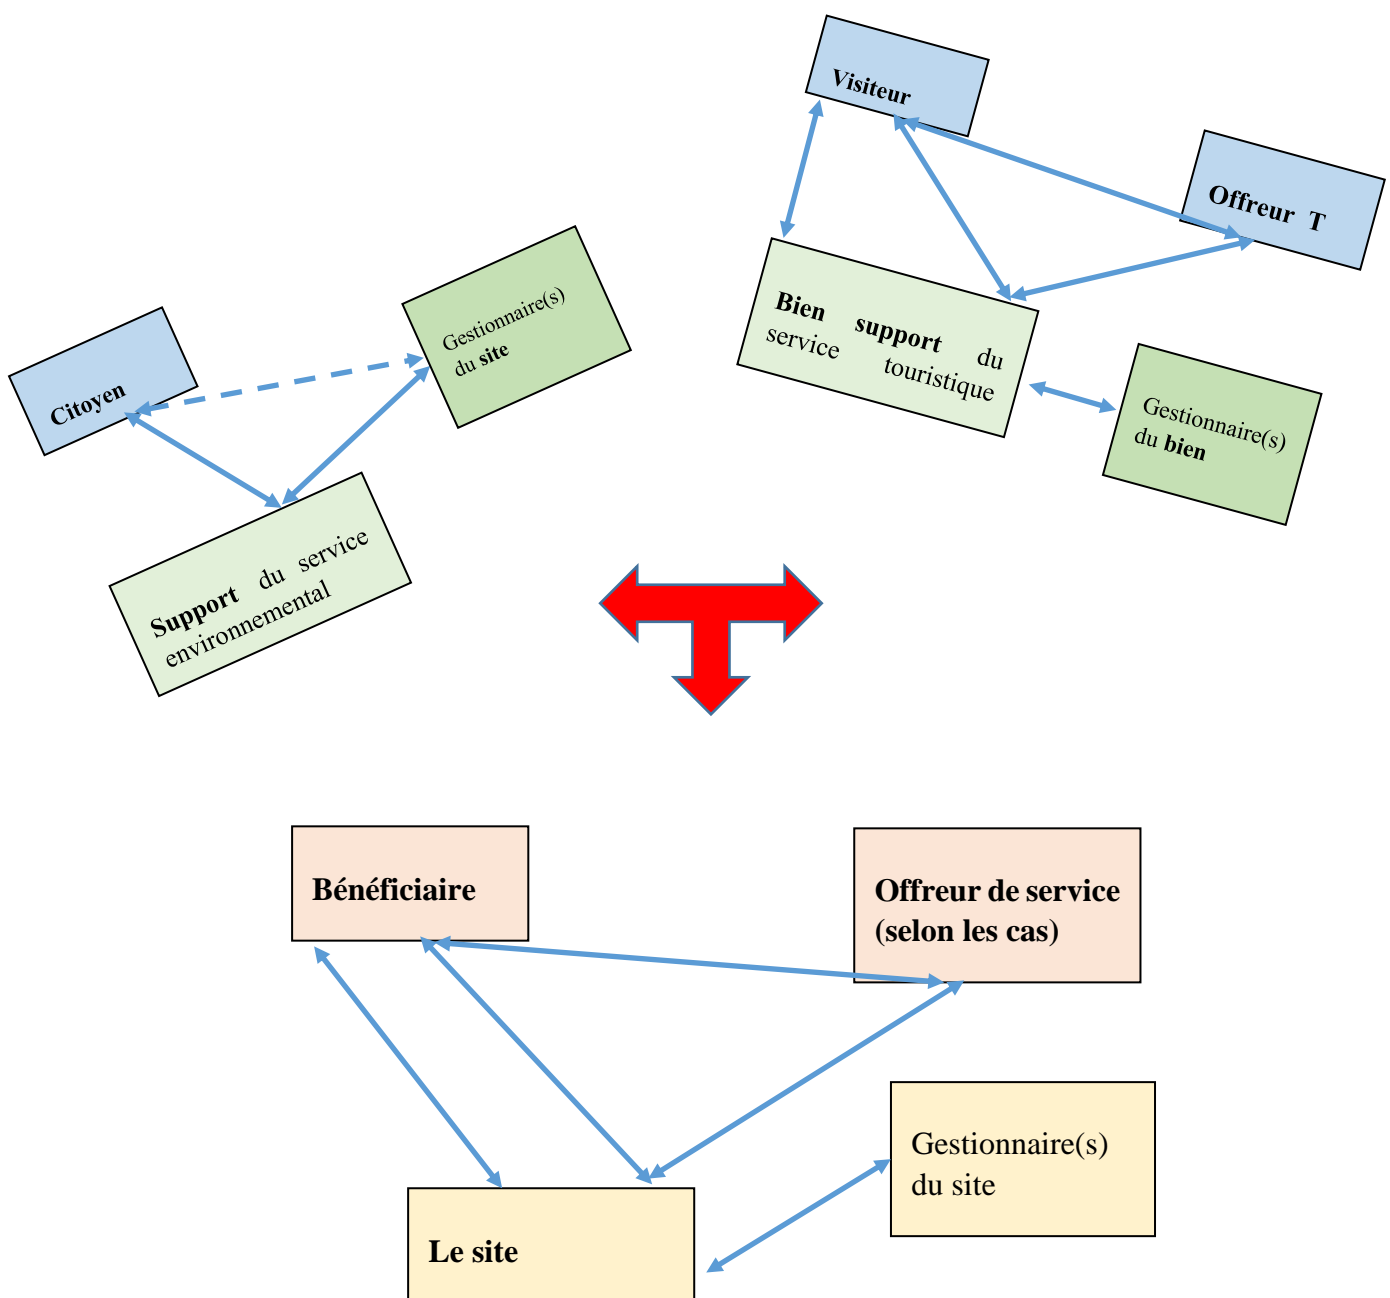 Visiteur
Offreur T
Gestionnaire(s)
du site
Citoyen
Bien support du
service touristique
Gestionnaire(s)
du bien
Support du service
environnemental
Bénéficiaire
Offreur de service
(selon les cas)
Gestionnaire(s)
du site
Le site